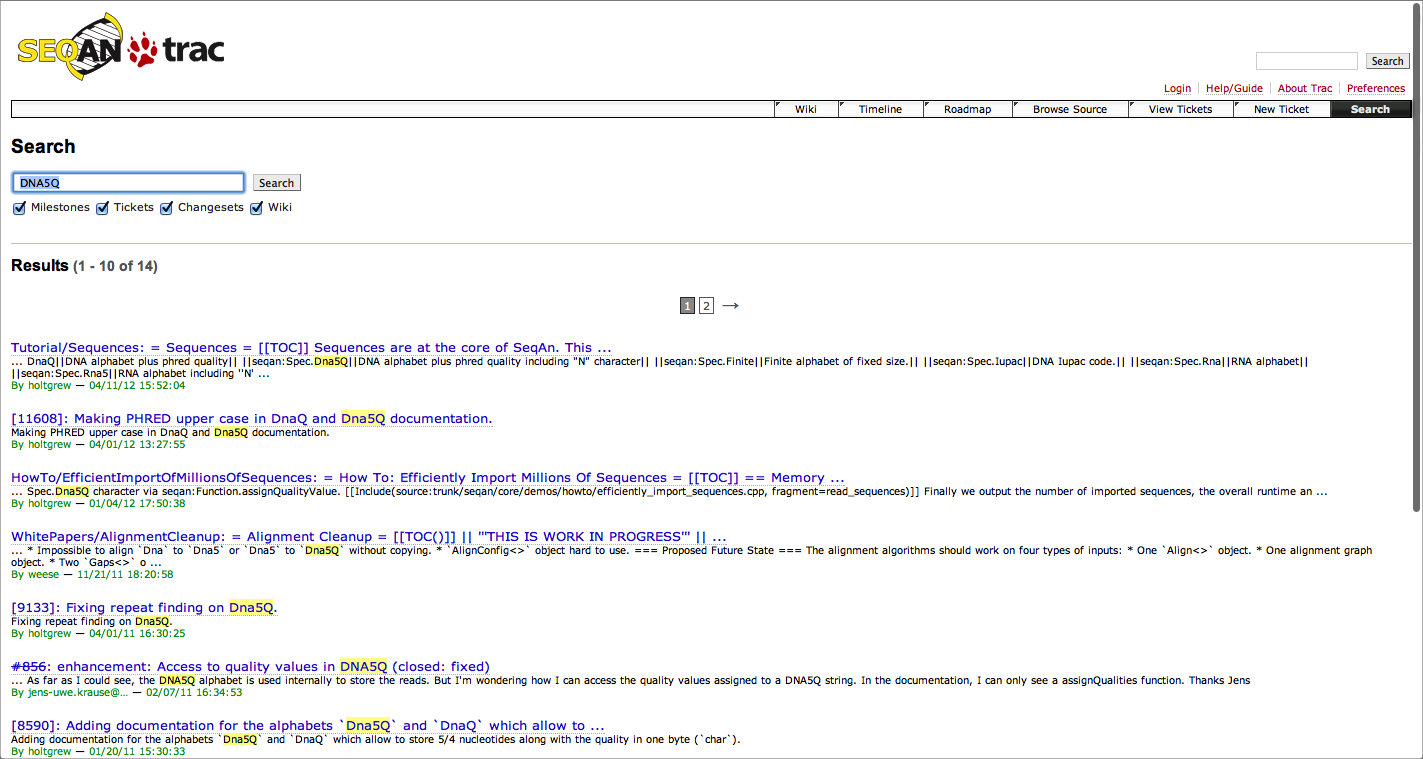 SEQAN trac
Search
Login Help/Guide About Trac Preferences
Wiki Timeline Roadmap Browse Source View Tickets New Ticket Search
Search
DNA5Q Search
Milestones Tickets Changesets Wiki
Results (1 - 10 of 14)
1 2 →
Tutorial/Sequences: = Sequences = [[TOC]] Sequences are at the core of SeqAn. This ...
... DnaQ||DNA alphabet plus phred quality|| ||seqan:Spec.Dna5Q||DNA alphabet plus phred quality including "N" character|| ||seqan:Spec.Finite||Finite alphabet of fixed size.|| ||seqan:Spec.Iupac||DNA Iupac code.|| ||seqan:Spec.Rna||RNA alphabet||
||seqan:Spec.Rna5||RNA alphabet including "N' ...
By holtgrew — 04/11/12 15:52:04
[11608]: Making PHRED upper case in DnaQ and Dna5Q documentation.
Making PHRED upper case in DnaQ and Dna5Q documentation.
By holtgrew — 04/01/12 13:27:55
HowTo/EfficientImportOfMillionsOfSequences: = How To: Efficiently Import Millions Of Sequences = [[TOC]] == Memory ...
... Spec.Dna5Q character via seqan:Function.assignQualityValue. [[Include(source:trunk/seqan/core/demos/howto/efficiently_import_sequences.cpp, fragment=read_sequences)]] Finally we output the number of imported sequences, the overall runtime an ...
By holtgrew — 01/04/12 17:50:38
WhitePapers/AlignmentCleanup: = Alignment Cleanup = [[TOC()]] || '"THIS IS WORK IN PROGRESS"' || ...
... * Impossible to align `Dna` to `Dna5` or `Dna5` to `Dna5Q` without copying. * `AlignConfig<>` object hard to use. === Proposed Future State === The alignment algorithms should work on four types of inputs: * One `Align<>` object. * One alignment graph
object. * Two `Gaps<>` o ...
By weese — 11/21/11 18:20:58
[9133]: Fixing repeat finding on Dna5Q.
Fixing repeat finding on Dna5Q.
By holtgrew — 04/01/11 16:30:25
#856: enhancement: Access to quality values in DNA5Q (closed: fixed)
... As far as I could see, the DNA5Q alphabet is used internally to store the reads. But I'm wondering how I can access the quality values assigned to a DNA5Q string. In the documentation, I can only see a assignQualities function. Thanks Jens
By jens-uwe.krause@... — 02/07/11 16:34:53
[8590]: Adding documentation for the alphabets `Dna5Q` and `DnaQ` which allow to ...
Adding documentation for the alphabets `Dna5Q` and `DnaQ` which allow to store 5/4 nucleotides along with the quality in one byte (`char`).
By holtgrew — 01/20/11 15:30:33